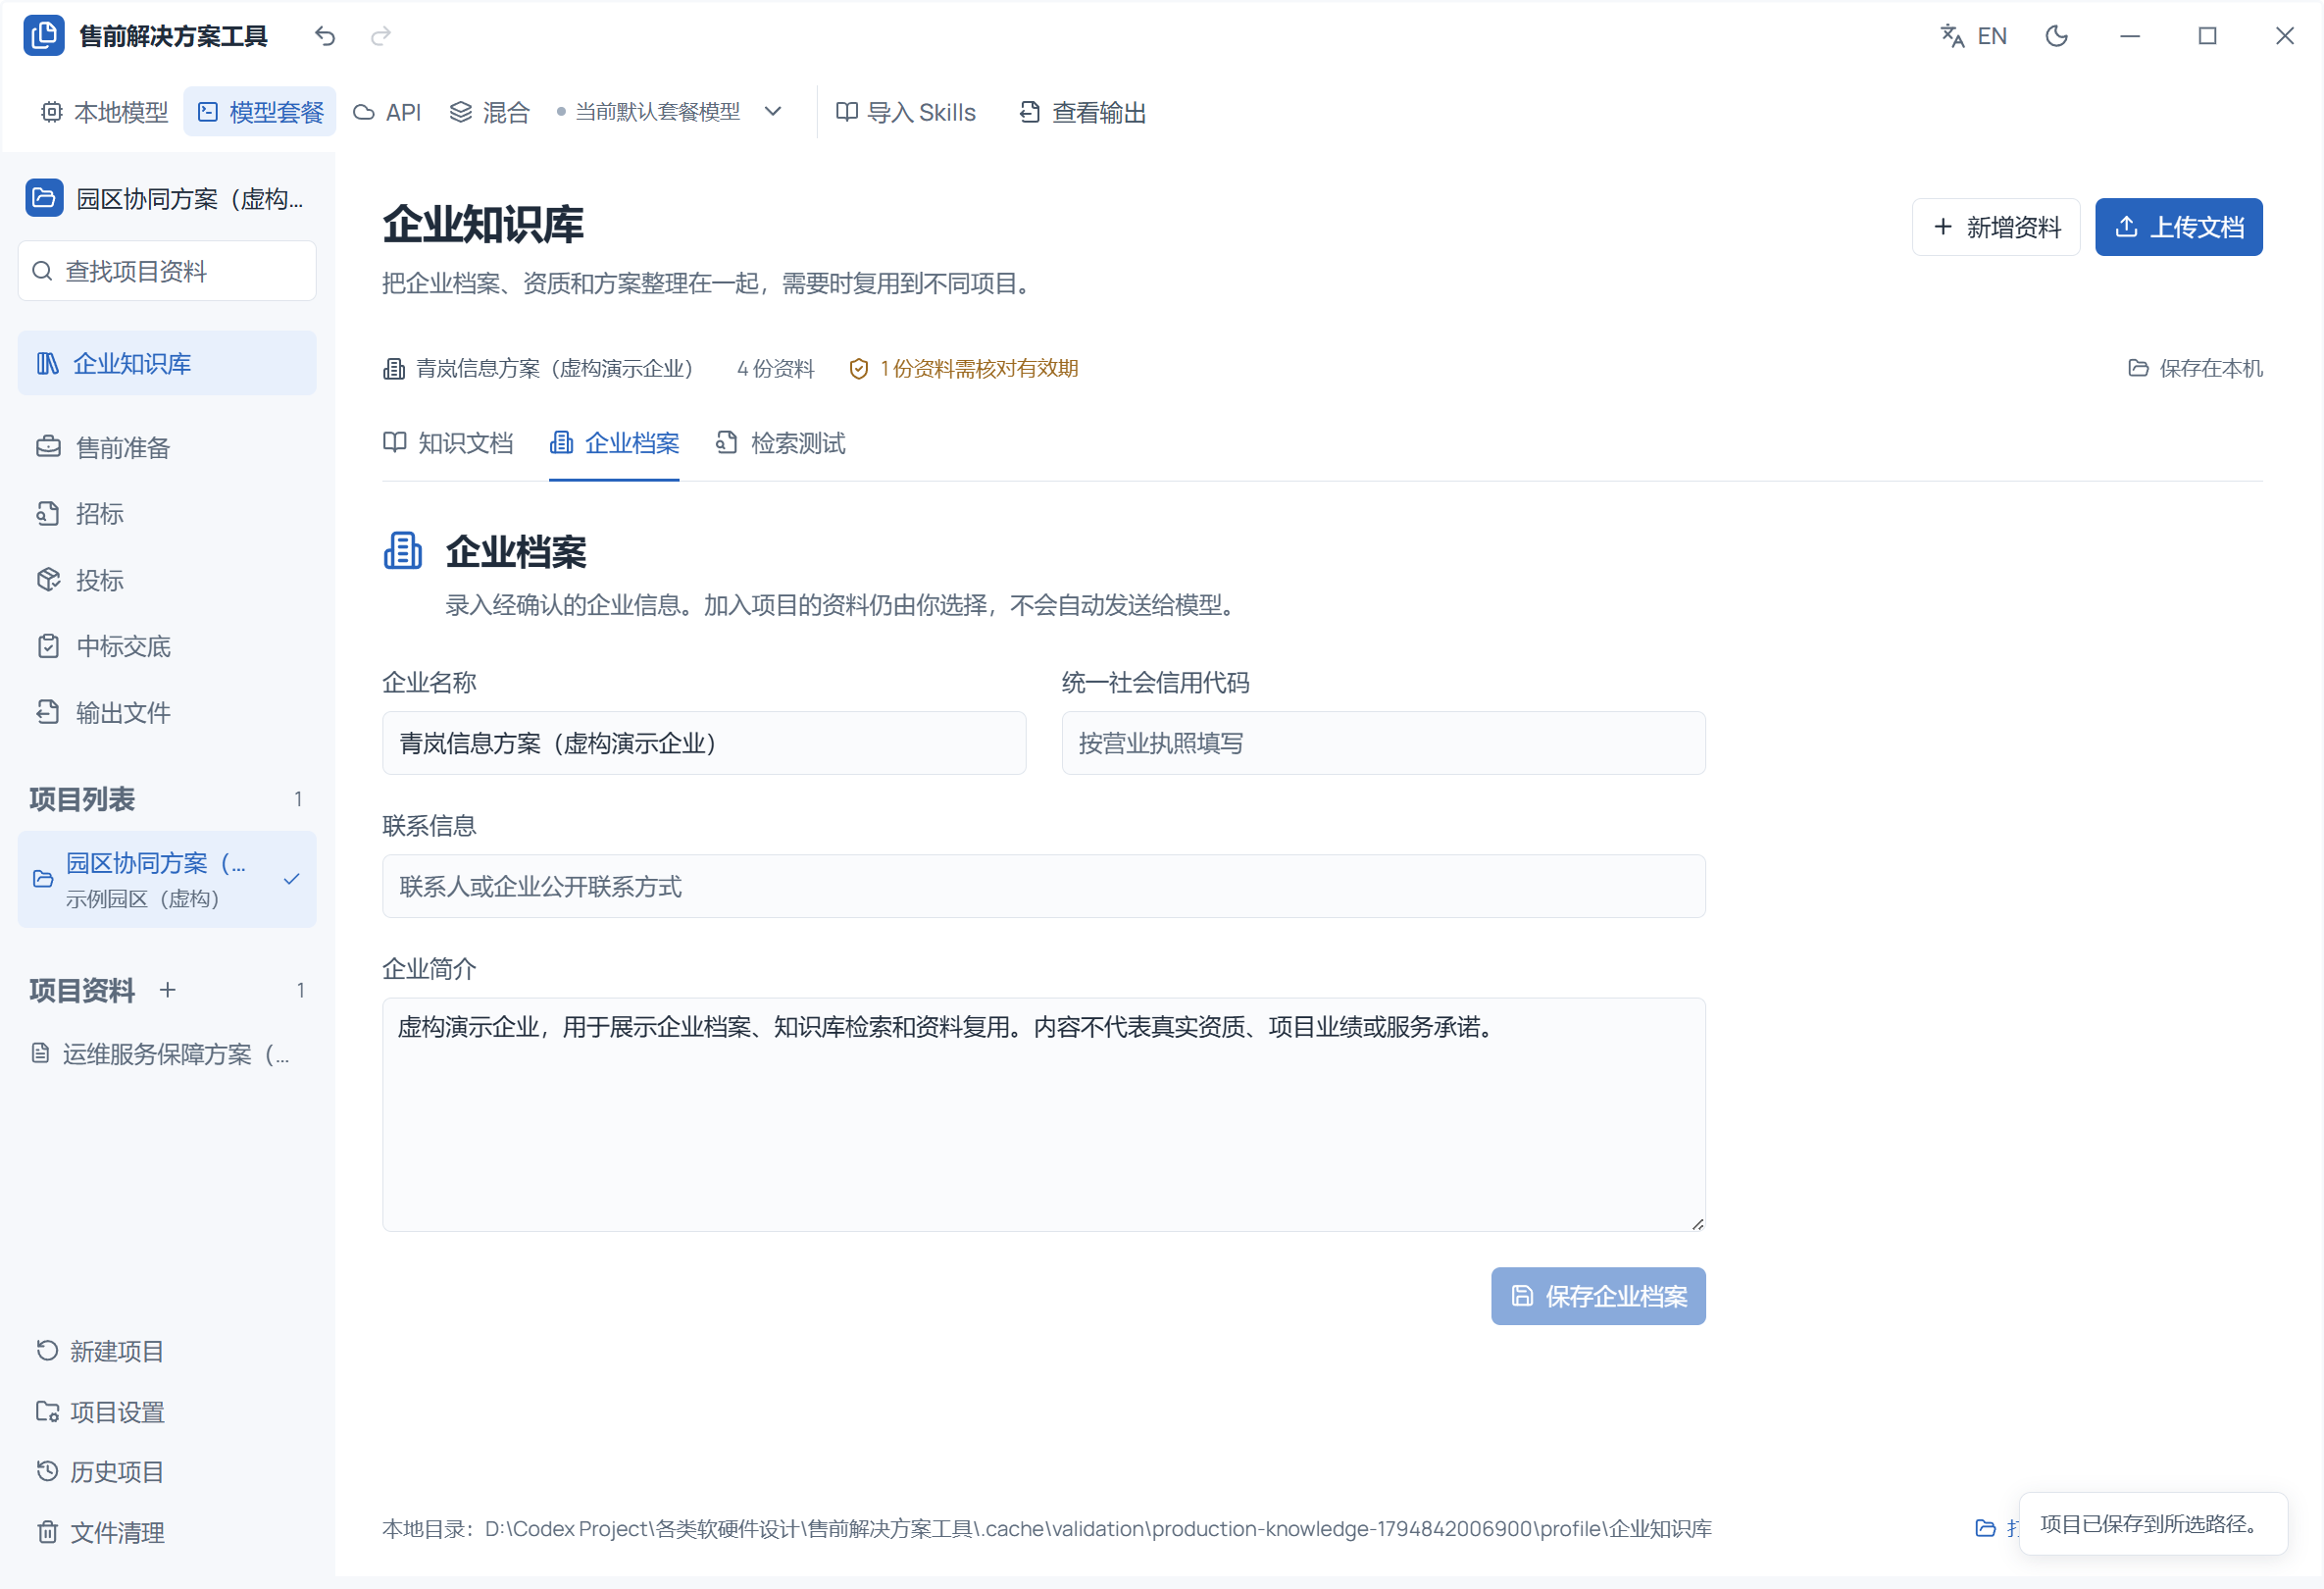 售前解决方案工具
EN
本地模型
模型套餐
API
混合
当前默认套餐模型
导入 Skills
查看输出
园区协同方案（虚构...
查找项目资料
企业知识库
售前准备
招标
投标
中标交底
输出文件
项目列表 1
园区协同方案（...
示例园区（虚构）
项目资料 1
运维服务保障方案（...
新建项目
项目设置
历史项目
文件清理
企业知识库
新增资料
上传文档
把企业档案、资质和方案整理在一起，需要时复用到不同项目。
青岚信息方案（虚构演示企业）
4 份资料
1 份资料需核对有效期
保存在本机
知识文档
企业档案
检索测试
企业档案
录入经确认的企业信息。加入项目的资料仍由你选择，不会自动发送给模型。
企业名称
统一社会信用代码
青岚信息方案（虚构演示企业）
按营业执照填写
联系信息
联系人或企业公开联系方式
企业简介
虚构演示企业，用于展示企业档案、知识库检索和资料复用。内容不代表真实资质、项目业绩或服务承诺。
保存企业档案
本地目录：D:\Codex Project\各类软硬件设计\售前解决方案工具\.cache\validation\production-knowledge-1794842006900\profile\企业知识库
项目已保存到所选路径。